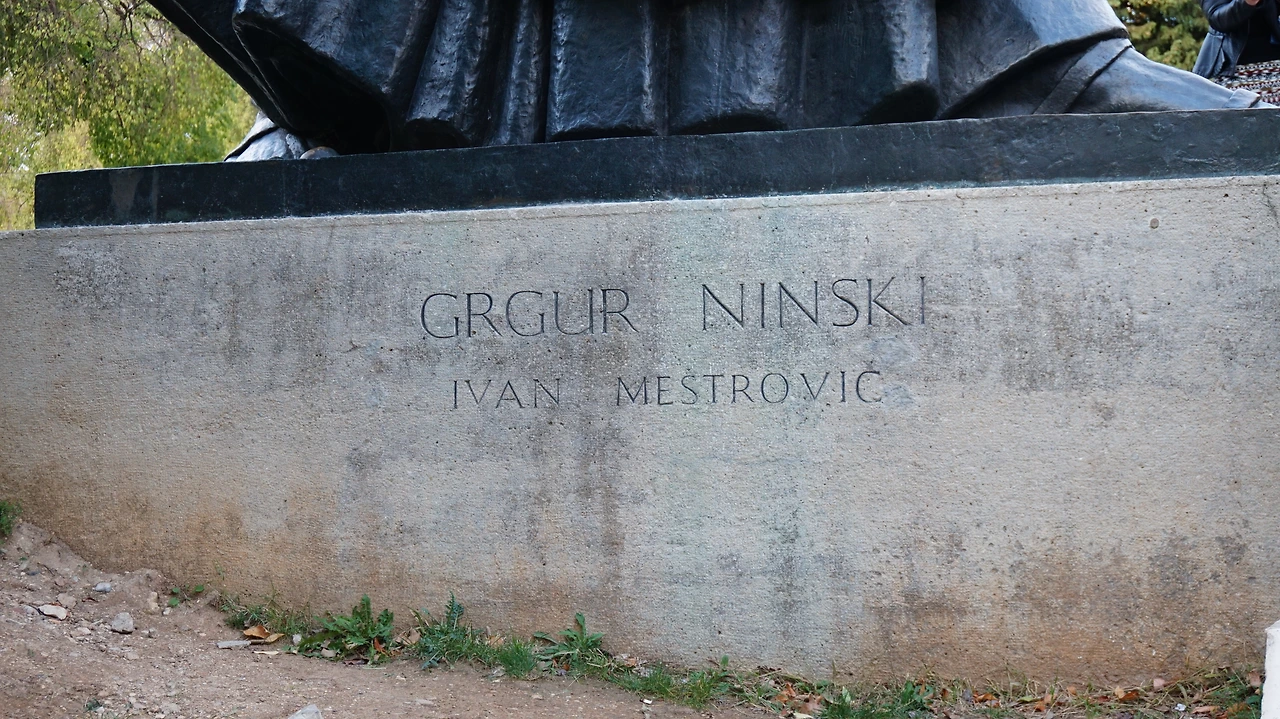 GRGUR NINSKI
IVAN MESTROVIĆ